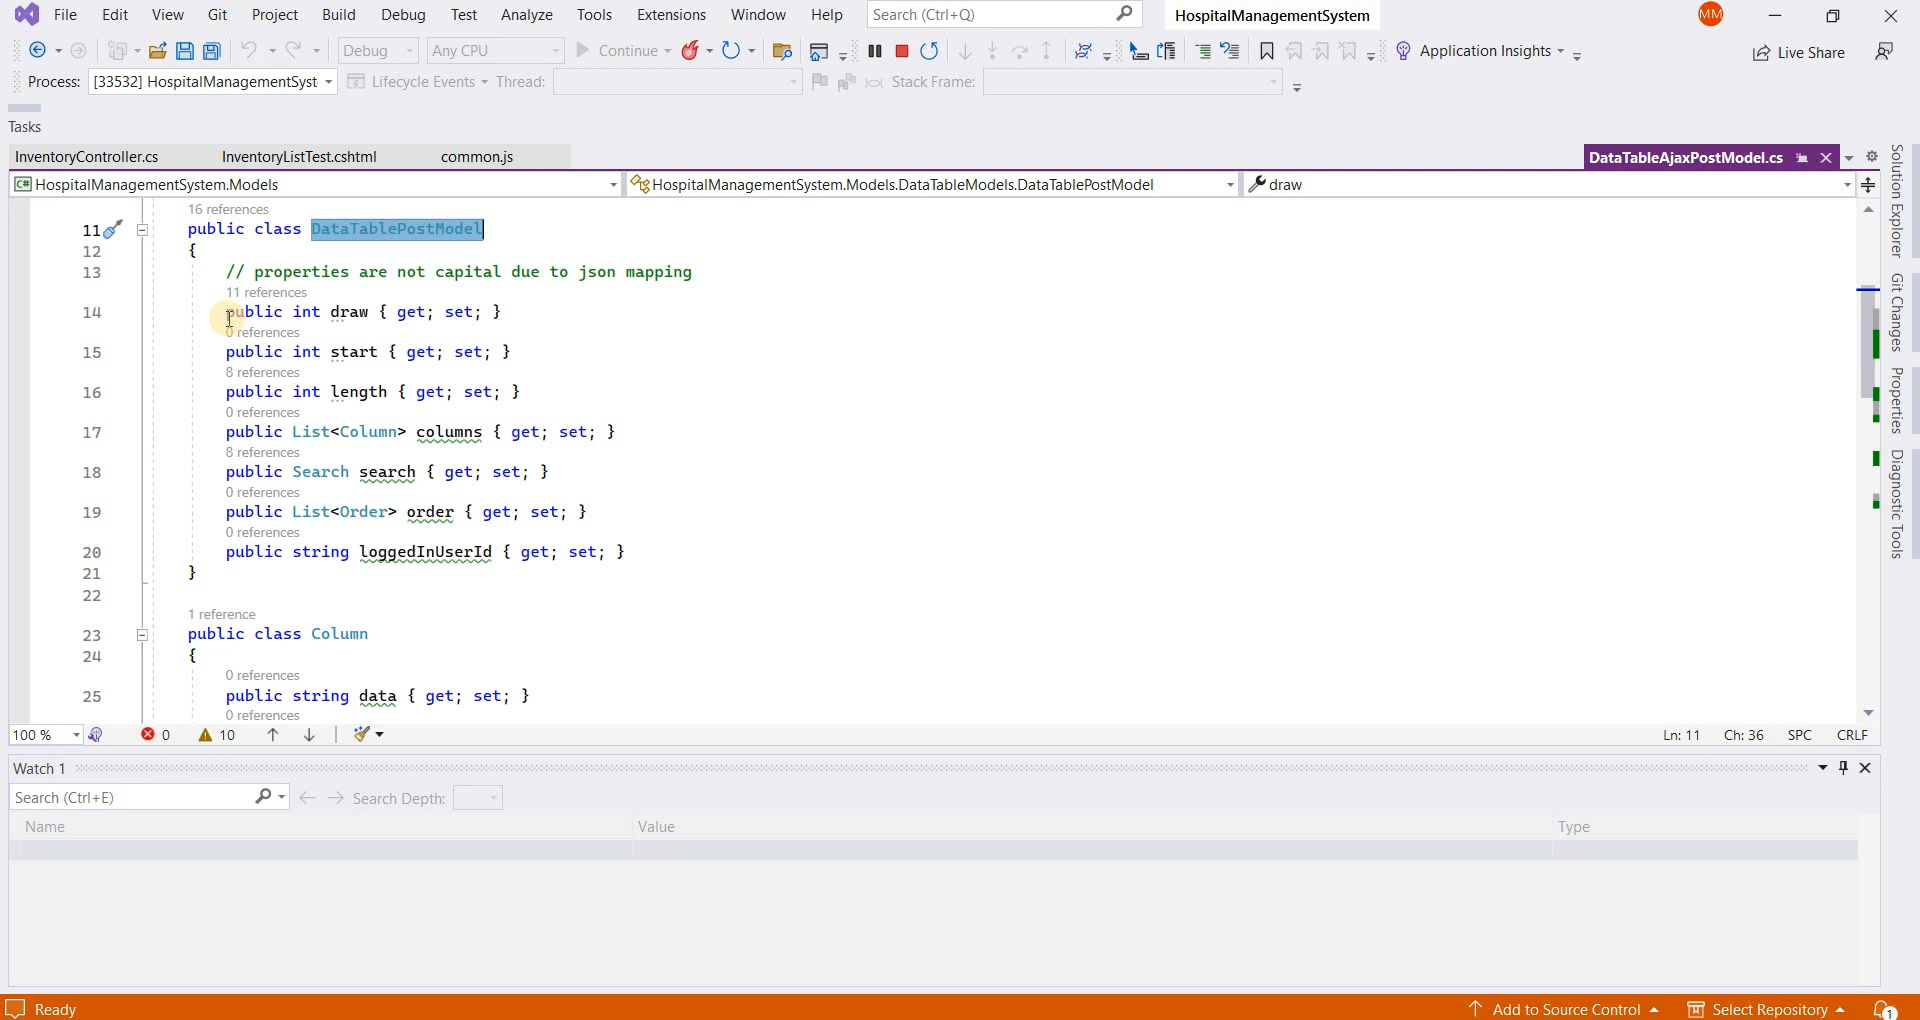 File Edit View Git Project Build Debug Test Analyze Tools Extensions Window Help Search (Ctrl+Q) HospitalManagementSystem MM
Debug Any CPU Continue Application Insights Live Share
Process: [33532] HospitalManagementSyst Lifecycle Events Thread: Stack Frame:
Tasks
InventoryController.cs InventoryListTest.cshtml common.js DataTableAjaxPostModel.cs
C# HospitalManagementSystem.Models HospitalManagementSystem.Models.DataTableModels.DataTablePostModel draw
16 references
11 public class DataTablePostModel
12 {
13 // properties are not capital due to json mapping
11 references
14 public int draw { get; set; }
0 references
15 public int start { get; set; }
8 references
16 public int length { get; set; }
0 references
17 public List<Column> columns { get; set; }
8 references
18 public Search search { get; set; }
0 references
19 public List<Order> order { get; set; }
0 references
20 public string loggedInUserId { get; set; }
21 }
22
1 reference
23 public class Column
24 {
0 references
25 public string data { get; set; }
0 references
100 % 0 10 Ln: 11 Ch: 36 SPC CRLF
Watch 1
Search (Ctrl+E) Search Depth:
Name Value Type
Ready Add to Source Control Select Repository 1
Solution Explorer
Git Changes
Properties
Diagnostic Tools